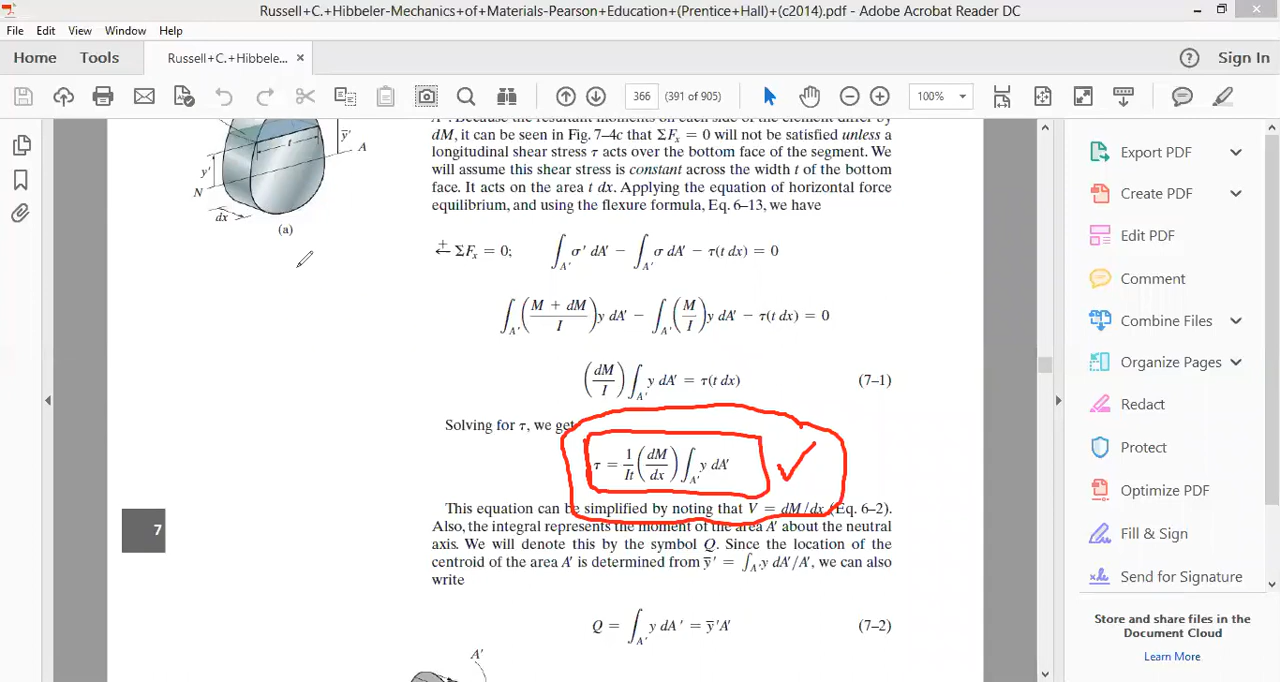 Russell+C.+Hibbeler-Mechanics+of+Materials-Pearson Education+(Prentice+Hall)+(c2014).pdf - Adobe Acrobat Reader DC
File Edit View Window Help
Home Tools Russell+C.+Hibbele... × Sign In
366 (391 of 905) 100%
dM, it can be seen in Fig. 7–4c that ΣFₓ = 0 will not be satisfied unless a
longitudinal shear stress τ acts over the bottom face of the segment. We
will assume this shear stress is constant across the width t of the bottom
face. It acts on the area t dx. Applying the equation of horizontal force
equilibrium, and using the flexure formula, Eq. 6–13, we have
t
ȳ′
A
y′
N
dx
(a)
+← ΣFₓ = 0; ∫A′ σ′ dA′ − ∫A′ σ dA′ − τ(t dx) = 0
∫A′ ((M + dM)/I) y dA′ − ∫A′ (M/I) y dA′ − τ(t dx) = 0
(dM/I) ∫A′ y dA′ = τ(t dx) (7–1)
Solving for τ, we get
τ = 1/It (dM/dx) ∫A′ y dA′
This equation can be simplified by noting that V = dM/dx (Eq. 6–2).
Also, the integral represents the moment of the area A′ about the neutral
axis. We will denote this by the symbol Q. Since the location of the
centroid of the area A′ is determined from ȳ′ = ∫A′ y dA′/A′, we can also
write
Q = ∫A′ y dA′ = ȳ′A′ (7–2)
A′
7
Export PDF
Create PDF
Edit PDF
Comment
Combine Files
Organize Pages
Redact
Protect
Optimize PDF
Fill & Sign
Send for Signature
Store and share files in the
Document Cloud
Learn More